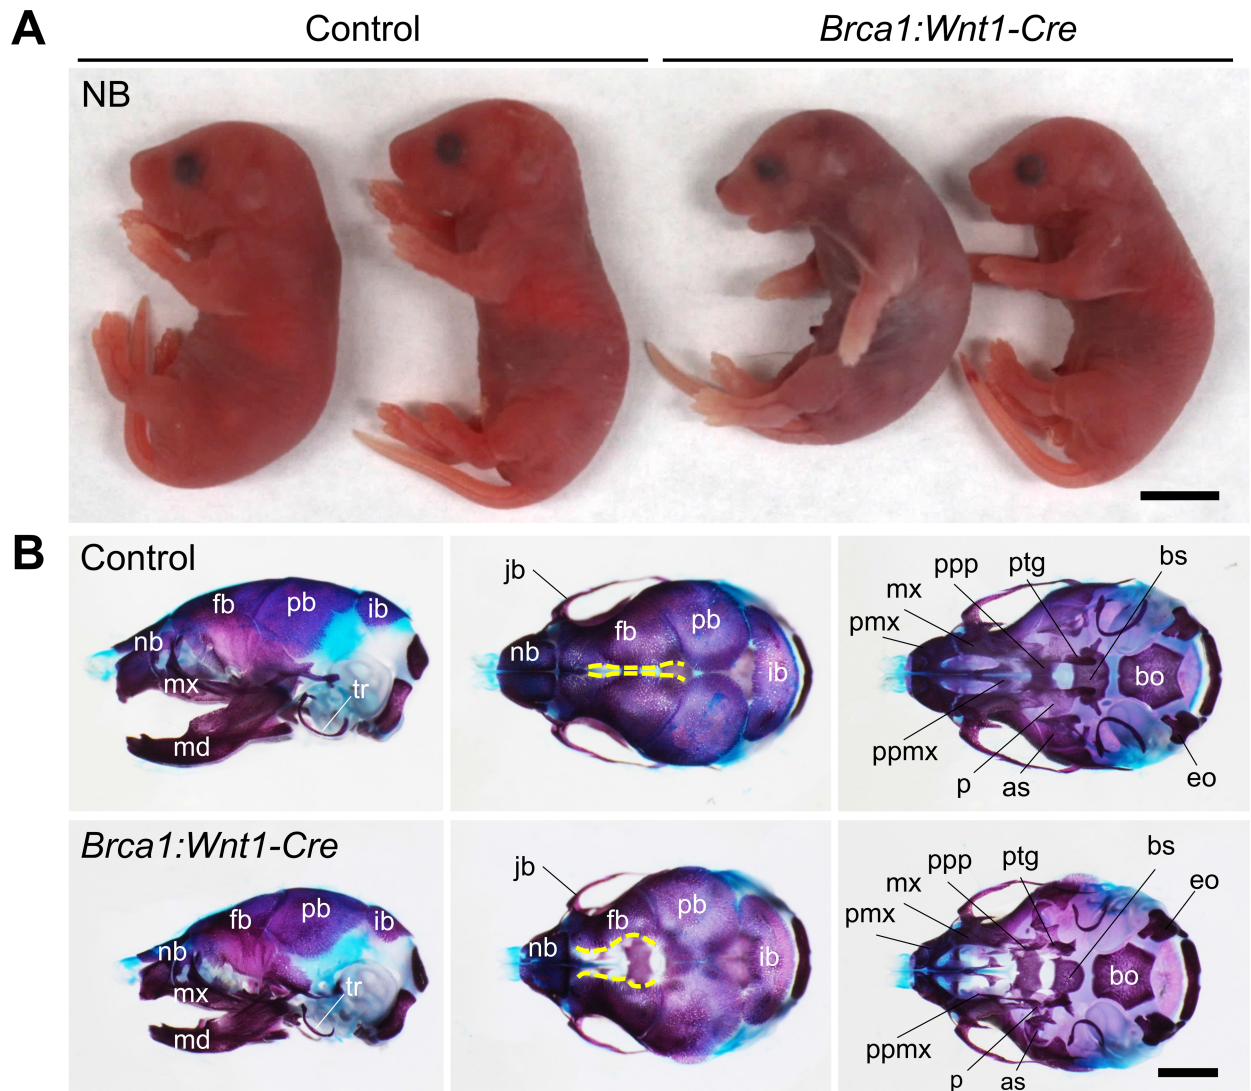 A
Control
Brca1:Wnt1-Cre
NB
B
Control
fb
pb
ib
nb
mx
tr
md
jb
fb
pb
nb
ib
ppp
ptg
bs
mx
pmx
bo
ppmx
p
as
eo
Brca1:Wnt1-Cre
fb
pb
ib
nb
mx
tr
md
jb
fb
pb
nb
ib
ppp
ptg
bs
mx
eo
pmx
bo
ppmx
p
as